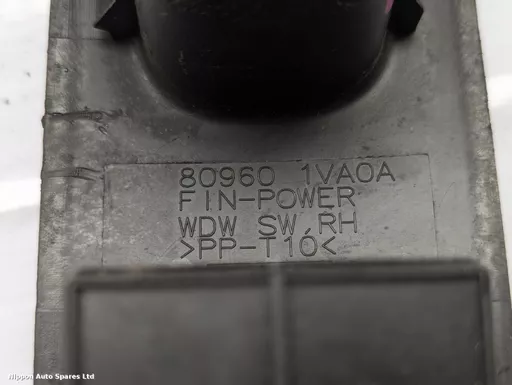 80960 1VA0A
FIN-POWER
WDW SW,RH
>PP-T10<
Nippon Auto Spares Ltd